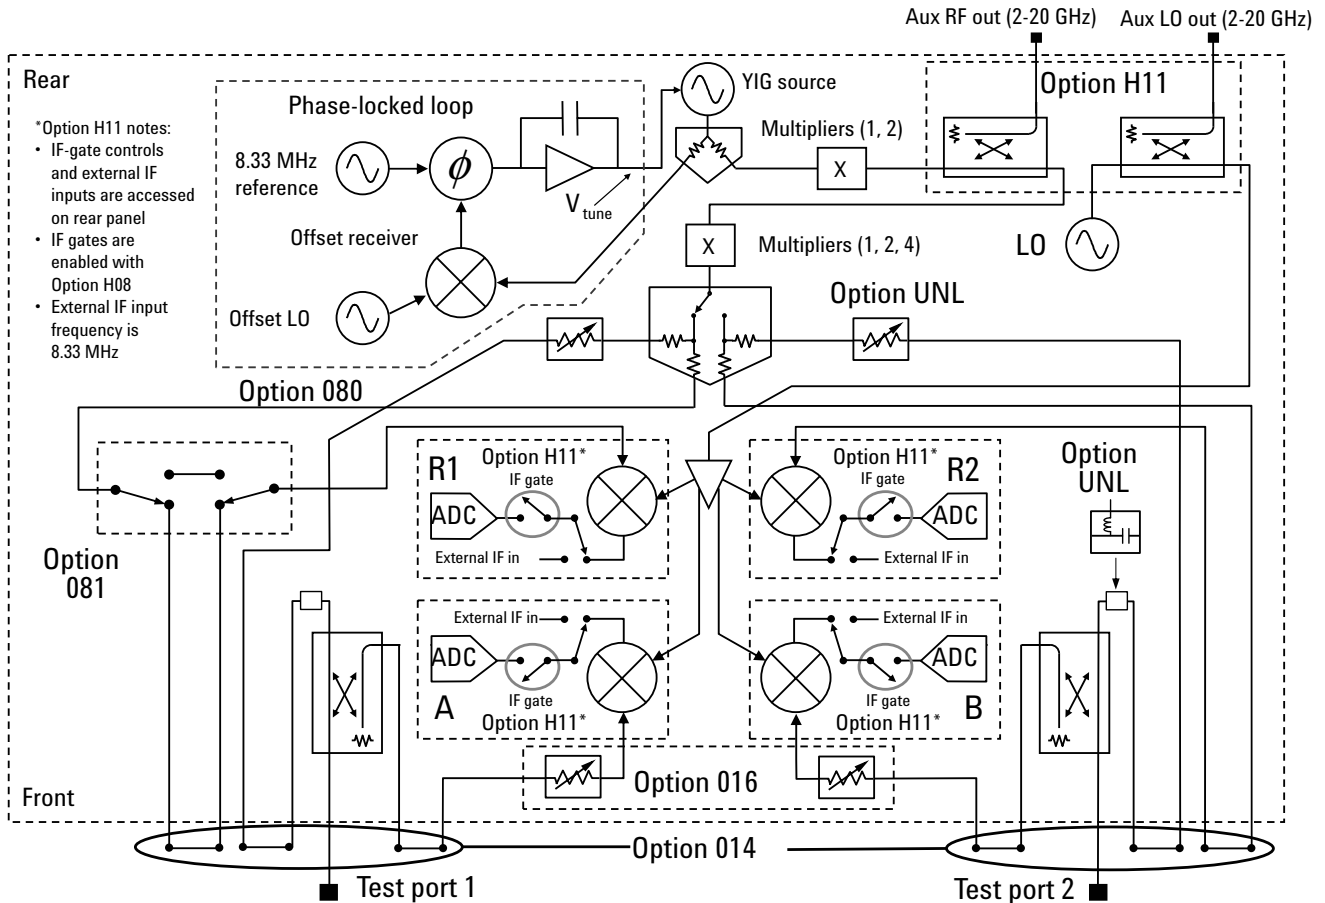 Aux RF out (2-20 GHz)
Aux LO out (2-20 GHz)
Rear
Option H11
YIG source
Phase-locked loop
*Option H11 notes:
• IF-gate controls
and external IF
inputs are accessed
on rear panel
• IF gates are
enabled with
Option H08
• External IF input
frequency is
8.33 MHz
8.33 MHz
reference
ϕ
V tune
Multipliers (1, 2)
X
Offset receiver
X
Multipliers (1, 2, 4)
LO
Offset LO
Option UNL
Option 080
R1
Option H11*
IF gate
ADC
External IF in
Option H11*
IF gate
R2
ADC
External IF in
Option
UNL
Option
081
External IF in
ADC
IF gate
A
Option H11*
External IF in
ADC
IF gate
B
Option H11*
Option 016
Front
Option 014
Test port 1
Test port 2